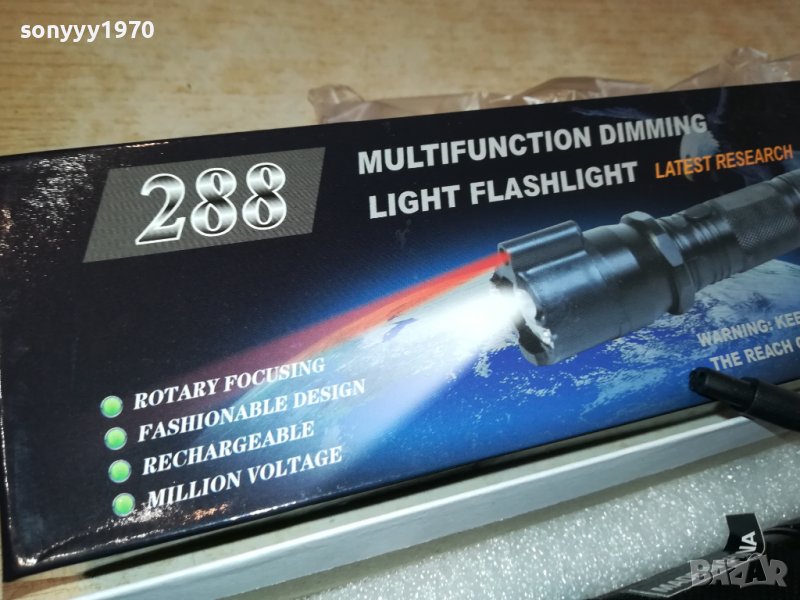 sonyyy1970
288
MULTIFUNCTION DIMMING
LIGHT FLASHLIGHT LATEST RESEARCH
ROTARY FOCUSING
FASHIONABLE DESIGN
RECHARGEABLE
MILLION VOLTAGE
WARNING: KEE
THE REACH
BAZAR